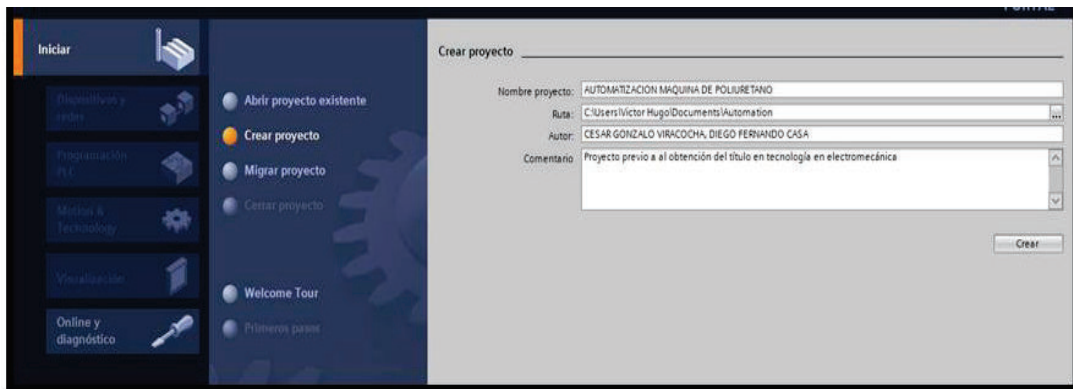 PORTAL
Iniciar
Dispositivos y
redes
Programación
PLC
Motion &
Technology
Visualización
Online y
diagnóstico
Abrir proyecto existente
Crear proyecto
Migrar proyecto
Cerrar proyecto
Welcome Tour
Primeros pasos
Crear proyecto
Nombre proyecto: AUTOMATIZACION MAQUINA DE POLIURETANO
Ruta: C:\Users\Victor Hugo\Documents\Automation ...
Autor: CESAR GONZALO VIRACOCHA, DIEGO FERNANDO CASA
Comentario Proyecto previo a al obtención del título en tecnología en electromecánica
Crear